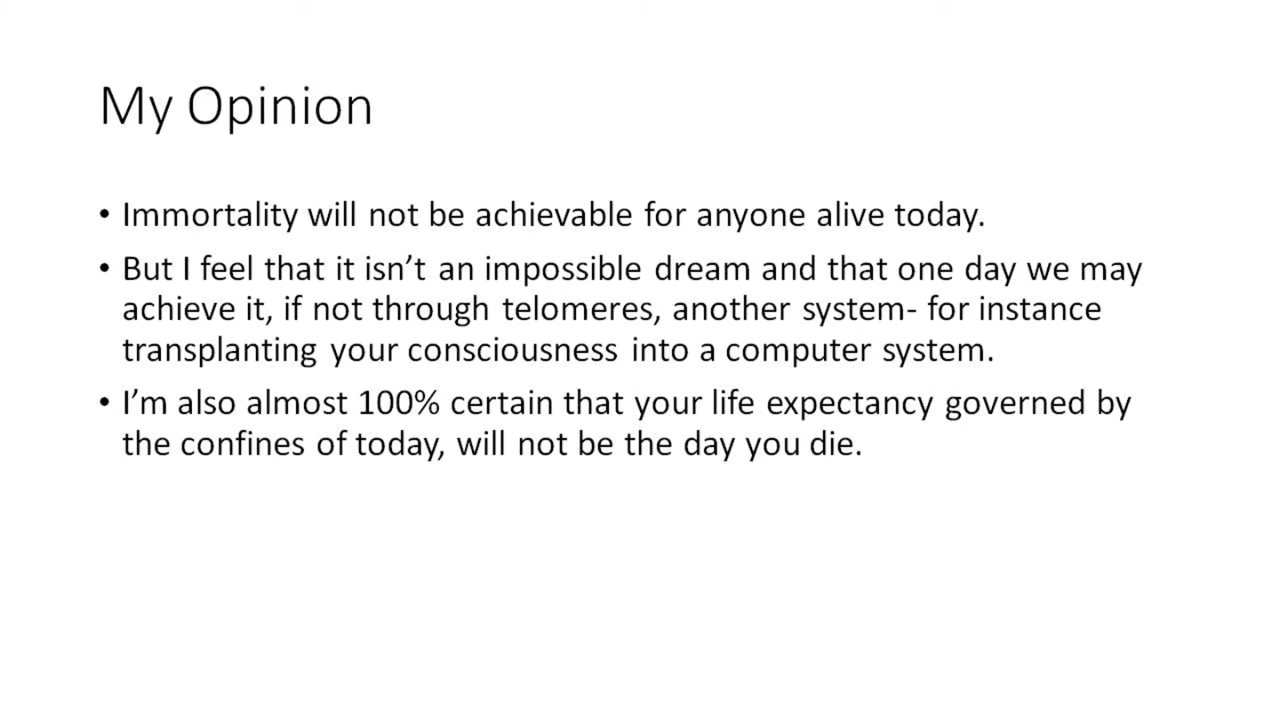 My Opinion
• Immortality will not be achievable for anyone alive today.
• But I feel that it isn’t an impossible dream and that one day we may
achieve it, if not through telomeres, another system- for instance
transplanting your consciousness into a computer system.
• I’m also almost 100% certain that your life expectancy governed by
the confines of today, will not be the day you die.